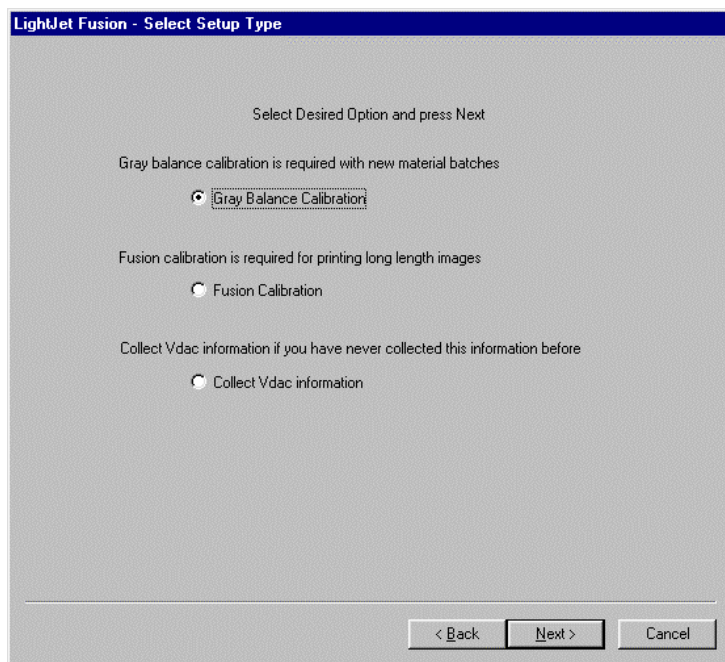 LightJet Fusion - Select Setup Type
Select Desired Option and press Next
Gray balance calibration is required with new material batches
Gray Balance Calibration
Fusion calibration is required for printing long length images
Fusion Calibration
Collect Vdac information if you have never collected this information before
Collect Vdac information
< Back Next > Cancel